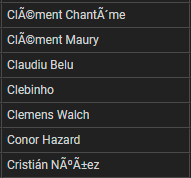 ClÃ©ment ChantÃ´me
ClÃ©ment Maury
Claudiu Belu
Clebinho
Clemens Walch
Conor Hazard
Cristián NÃºÃ±ez